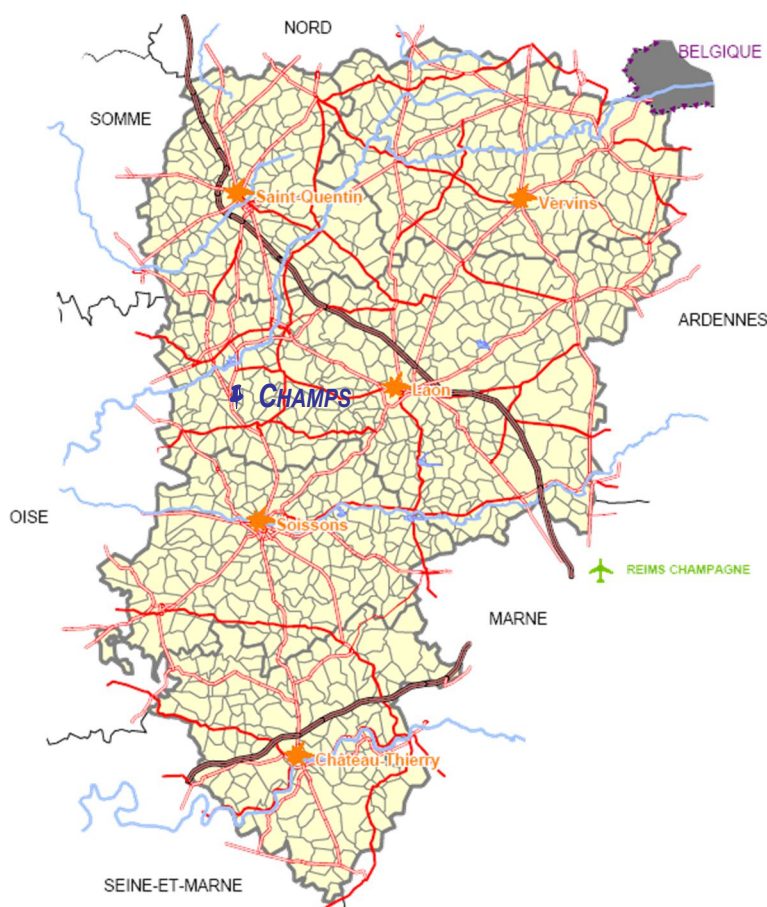 NORD
BELGIQUE
SOMME
Saint-Quentin
Vervins
ARDENNES
CHAMPS
Laon
OISE
Soissons
REIMS CHAMPAGNE
MARNE
Château-Thierry
SEINE-ET-MARNE